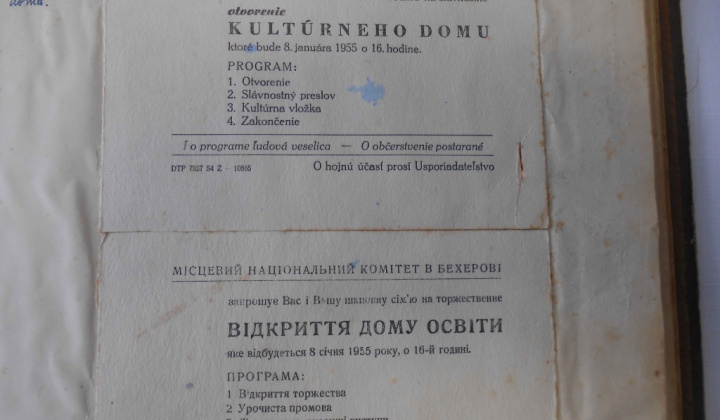 doma.
otvorenie
KULTÚRNEHO DOMU
ktoré bude 8. januára 1955 o 16. hodine.
PROGRAM:
1. Otvorenie
2. Slávnostný preslov
3. Kultúrna vložka
4. Zakončenie
Po programe ľudová veselica — O občerstvenie postarané
DTP 7857 54 Z - 10895 O hojnú účasť prosí Usporiadateľstvo
МІСЦЕВИЙ НАЦІОНАЛЬНИЙ КОМІТЕТ В БЕХЕРОВІ
запрошує Вас і Вашу шановну сім'ю на торжественне
ВІДКРИТТЯ ДОМУ ОСВІТИ
яке відбудеться 8 січня 1955 року, о 16-й годині.
ПРОГРАМА:
1 Відкриття торжества
2 Урочиста промова